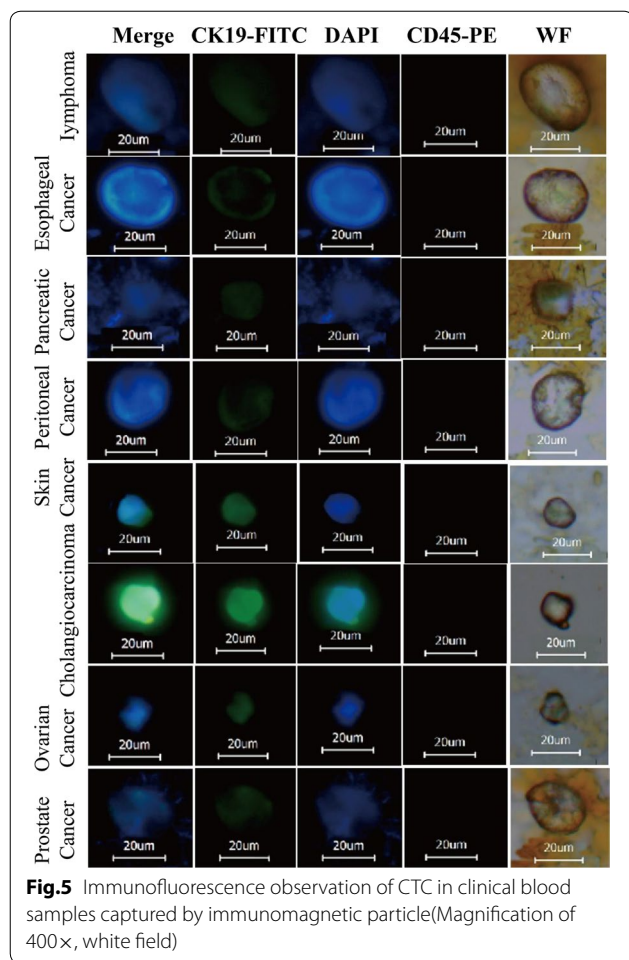 Merge CK19-FITC DAPI CD45-PE WF
lymphoma
20um 20um 20um 20um 20um
Esophageal
Cancer
20um 20um 20um 20um 20um
Pancreatic
Cancer
20um 20um 20um 20um 20um
Peritoneal
Cancer
20um 20um 20um 20um 20um
Skin
Cancer
20um 20um 20um 20um 20um
Cholangiocarcinoma
20um 20um 20um 20um 20um
Ovarian
Cancer
20um 20um 20um 20um 20um
Prostate
Cancer
20um 20um 20um 20um 20um
Fig.5 Immunofluorescence observation of CTC in clinical blood
samples captured by immunomagnetic particle(Magnification of
400×, white field)